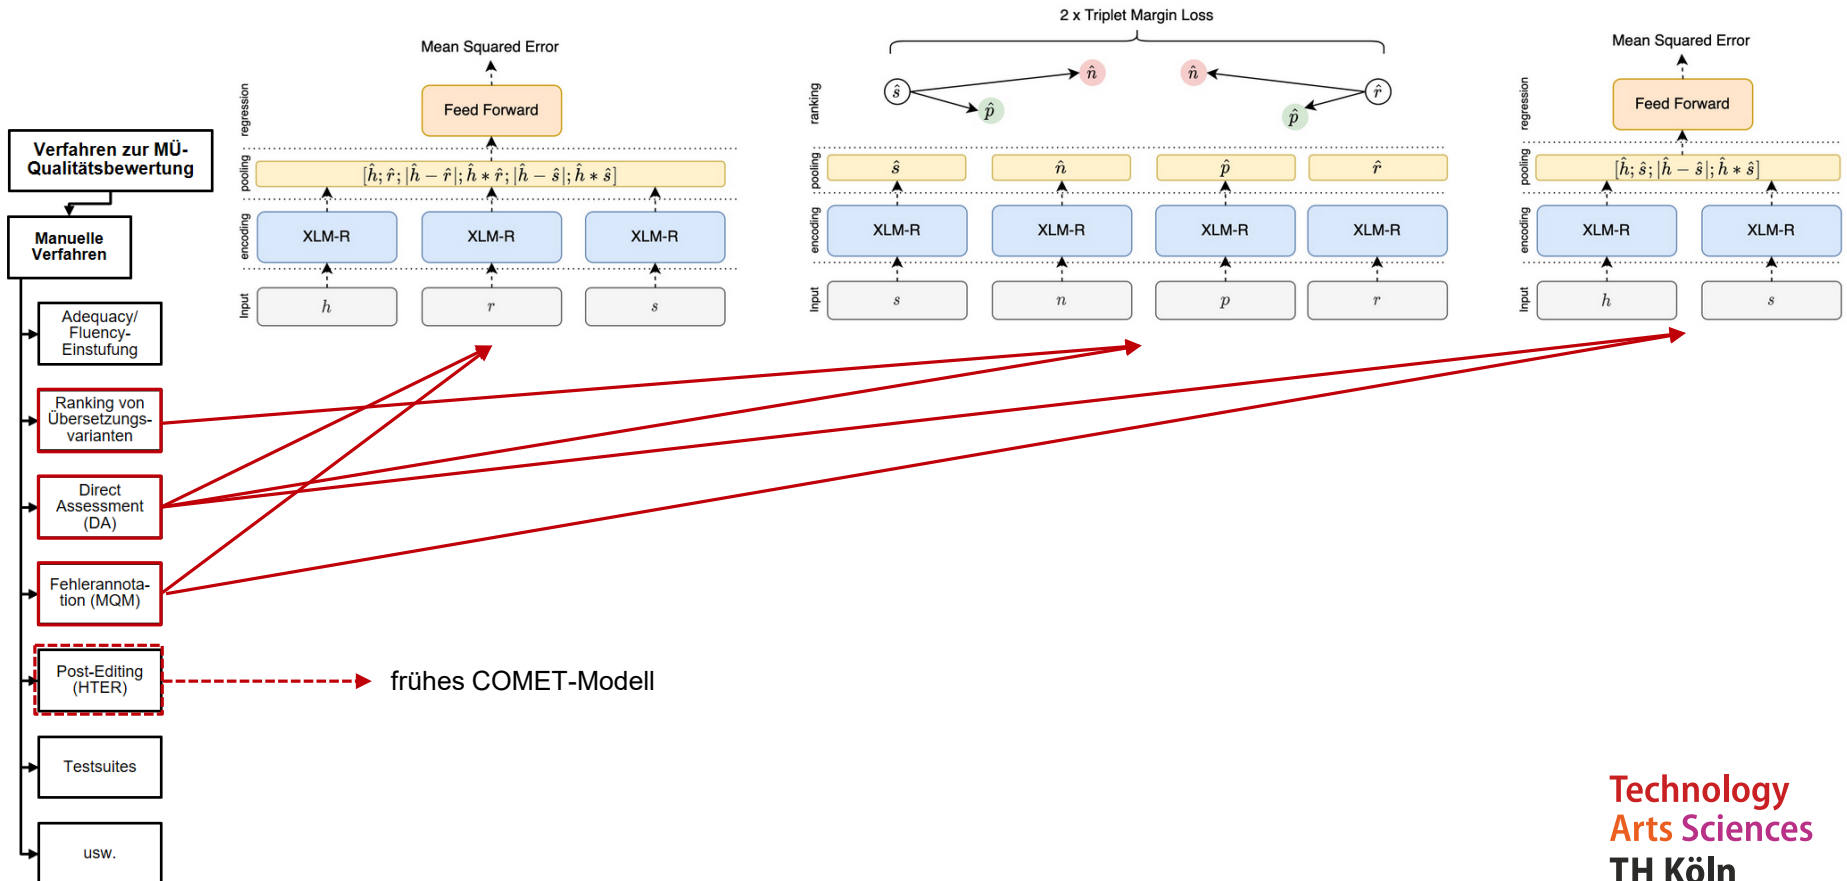 Verfahren zur MÜ-
Qualitätsbewertung
Manuelle
Verfahren
Adequacy/
Fluency-
Einstufung
Ranking von
Übersetzungs-
varianten
Direct
Assessment
(DA)
Fehlerannota-
tion (MQM)
Post-Editing
(HTER)
Testsuites
usw.
frühes COMET-Modell
Mean Squared Error
regression
Feed Forward
pooling
[ĥ; r̂; |ĥ − r̂|; ĥ ∗ r̂; |ĥ − ŝ|; ĥ ∗ ŝ]
encoding
XLM-R XLM-R XLM-R
Input
h r s
2 x Triplet Margin Loss
ranking
ŝ n̂ p̂ n̂ p̂ r̂
pooling
ŝ n̂ p̂ r̂
encoding
XLM-R XLM-R XLM-R XLM-R
Input
s n p r
Mean Squared Error
regression
Feed Forward
pooling
[ĥ; ŝ; |ĥ − ŝ|; ĥ ∗ ŝ]
encoding
XLM-R XLM-R
Input
h s
Technology
Arts Sciences
TH Köln